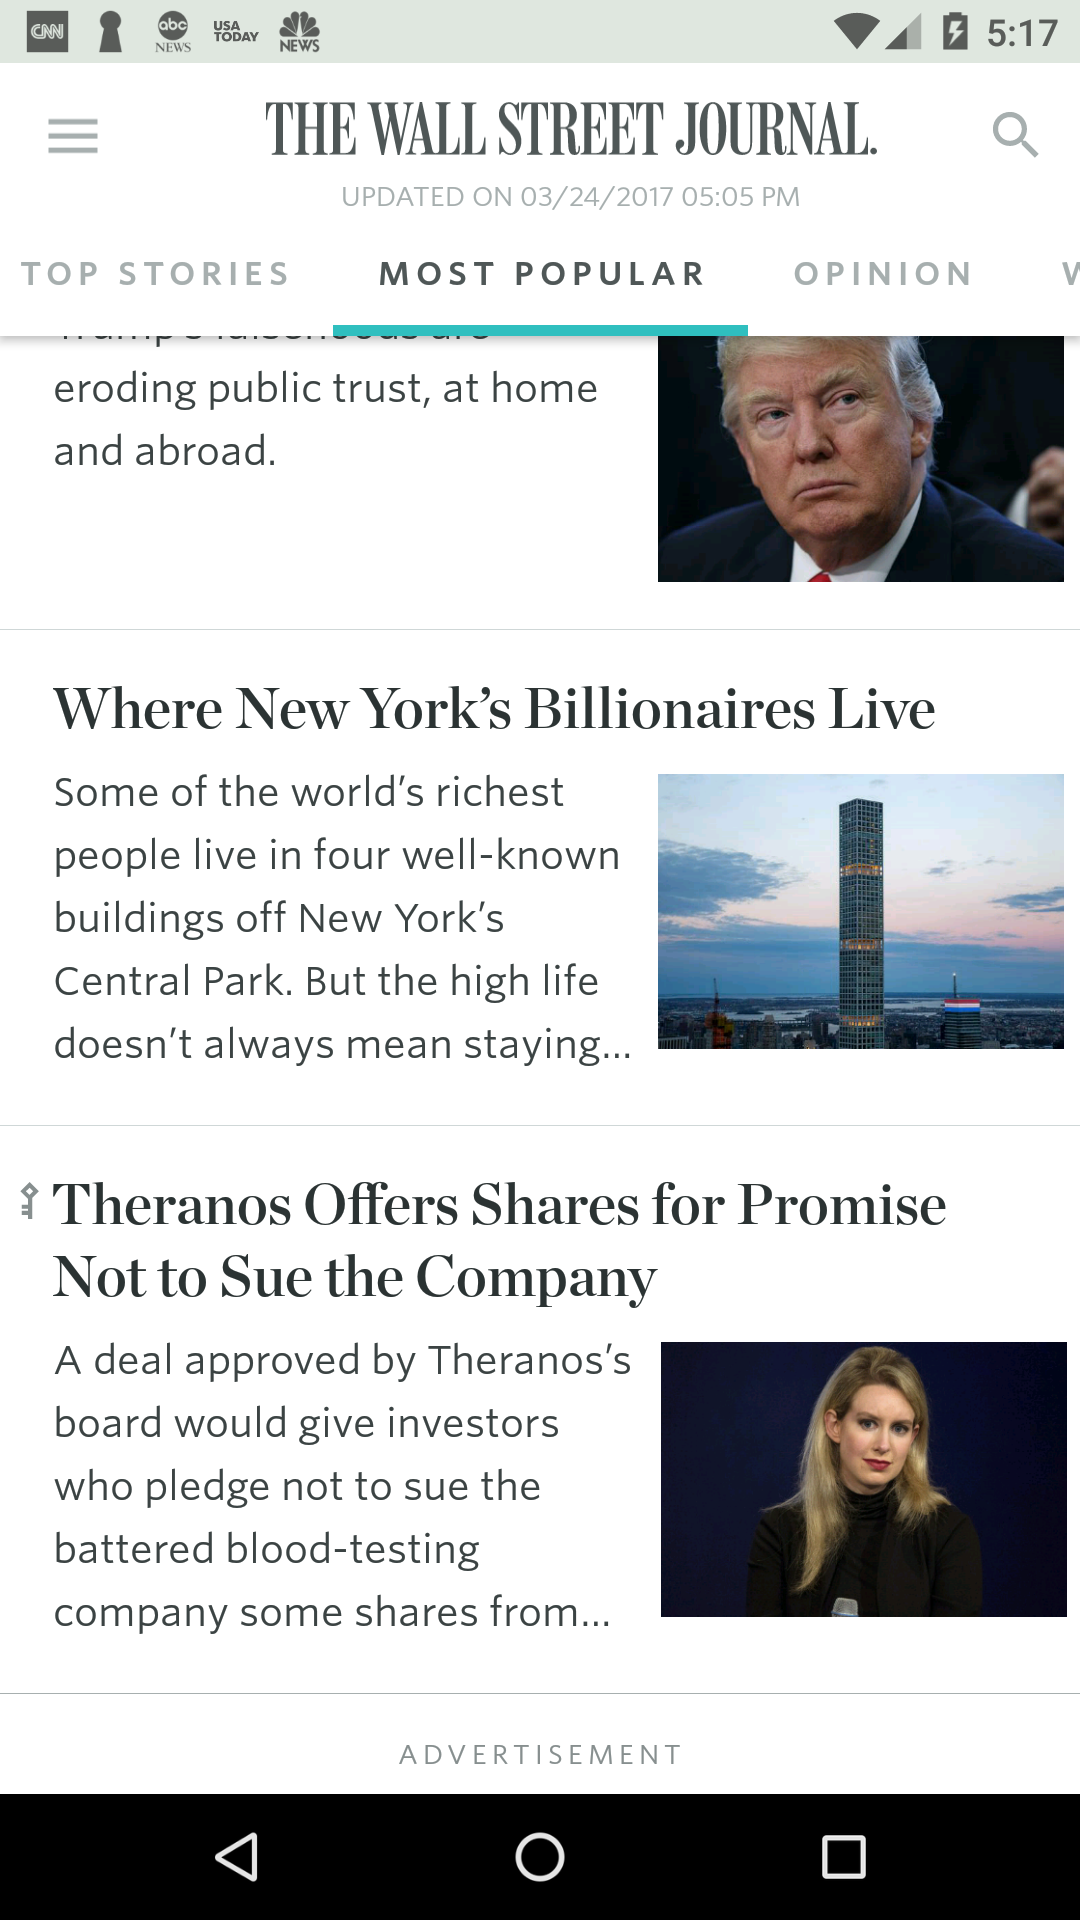 CNN abc NEWS USA TODAY NEWS 5:17
THE WALL STREET JOURNAL.
UPDATED ON 03/24/2017 05:05 PM
TOP STORIES MOST POPULAR OPINION W
Trump's falsehoods are
eroding public trust, at home
and abroad.
Where New York’s Billionaires Live
Some of the world’s richest
people live in four well-known
buildings off New York’s
Central Park. But the high life
doesn’t always mean staying...
Theranos Offers Shares for Promise
Not to Sue the Company
A deal approved by Theranos’s
board would give investors
who pledge not to sue the
battered blood-testing
company some shares from...
ADVERTISEMENT